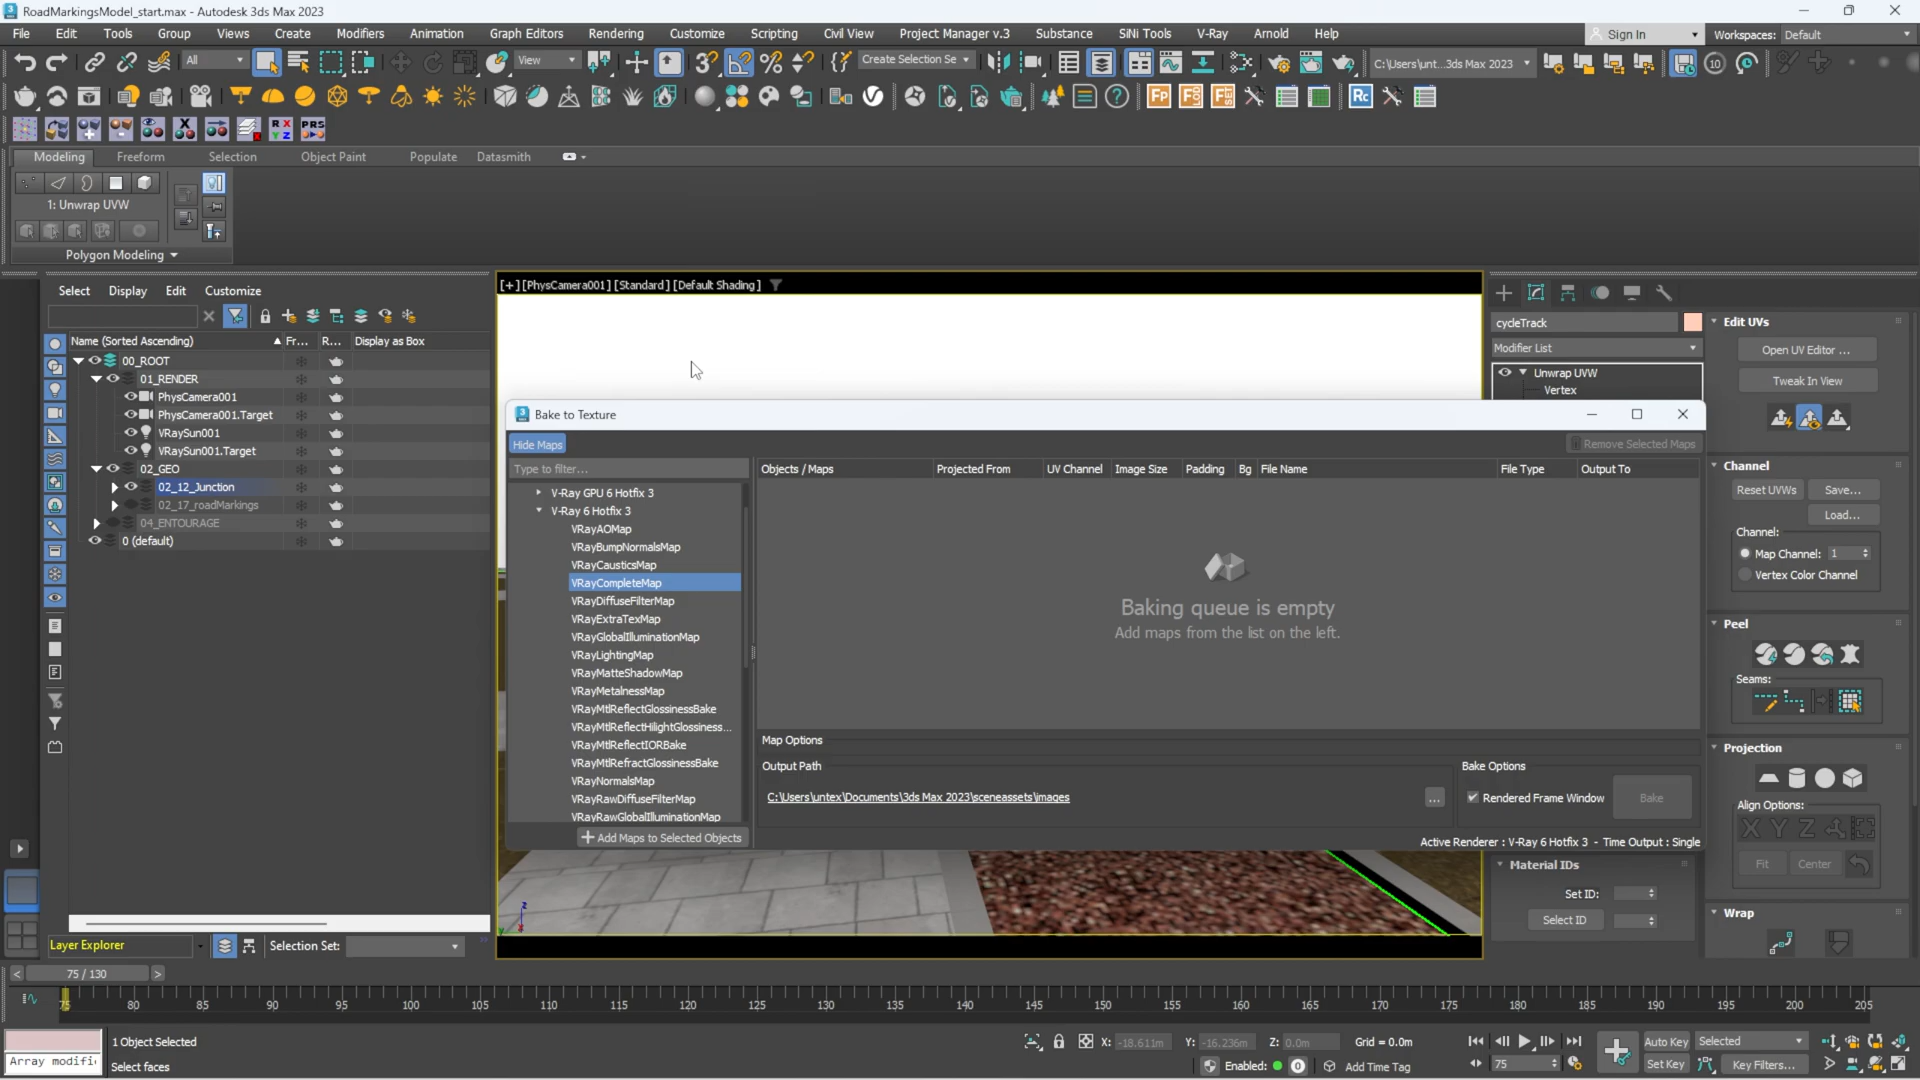 RoadMarkingsModel_start.max - Autodesk 3ds Max 2023
File Edit Tools Group Views Create Modifiers Animation Graph Editors Rendering Customize Scripting Civil View Project Manager v.3 Substance SiNi Tools V-Ray Arnold Help
Sign In Workspaces: Default
All View Create Selection Se C:\Users\unt...3ds Max 2023
Modeling Freeform Selection Object Paint Populate Datasmith
1: Unwrap UVW
Polygon Modeling
Select Display Edit Customize
Name (Sorted Ascending) Fr... R... Display as Box
00_ROOT
01_RENDER
PhysCamera001
PhysCamera001.Target
VRaySun001
VRaySun001.Target
02_GEO
02_12_Junction
02_17_roadMarkings
04_ENTOURAGE
0 (default)
Layer Explorer Selection Set:
[+] [PhysCamera001] [Standard] [Default Shading]
Bake to Texture
Hide Maps Remove Selected Maps
Type to filter...
Objects / Maps Projected From UV Channel Image Size Padding Bg File Name File Type Output To
V-Ray GPU 6 Hotfix 3
V-Ray 6 Hotfix 3
VRayAOMap
VRayBumpNormalsMap
VRayCausticsMap
VRayCompleteMap
VRayDiffuseFilterMap
VRayExtraTexMap
VRayGlobalIlluminationMap
VRayLightingMap
VRayMatteShadowMap
VRayMetalnessMap
VRayMtlReflectGlossinessBake
VRayMtlReflectHilightGlossiness...
VRayMtlReflectIORBake
VRayMtlRefractGlossinessBake
VRayNormalsMap
VRayRawDiffuseFilterMap
VRayRawGlobalIlluminationMap
Add Maps to Selected Objects
Baking queue is empty
Add maps from the list on the left.
Map Options
Output Path
C:\Users\untex\Documents\3ds Max 2023\sceneassets\images
...
Bake Options
Rendered Frame Window Bake
Active Renderer : V-Ray 6 Hotfix 3 - Time Output : Single
cycleTrack
Modifier List
Unwrap UVW
Vertex
Material IDs
Set ID:
Select ID
Edit UVs
Open UV Editor ...
Tweak In View
Channel
Reset UVWs Save...
Load...
Channel:
Map Channel: 1
Vertex Color Channel
Peel
Seams:
Projection
Align Options:
X Y Z
Fit Center
Wrap
75 / 130
75 80 85 90 95 100 105 110 115 120 125 130 135 140 145 150 155 160 165 170 175 180 185 190 195 200 205
1 Object Selected
Array modifi
Select faces
X: -18.611m Y: -16.236m Z: 0.0m Grid = 0.0m
Enabled: 0 Add Time Tag
75
Auto Key Selected
Set Key Key Filters...